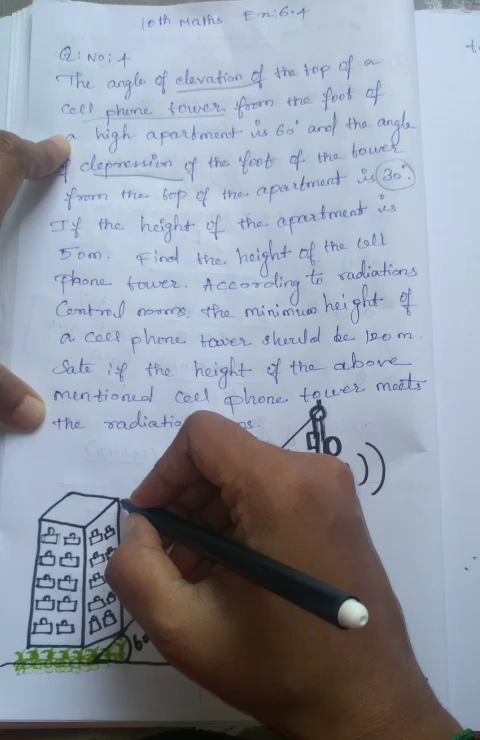 10th Maths Ex: 6.4
Q: No: 4
The angle of elevation of the top of a
cell phone tower from the foot of
a high apartment is 60° and the angle
of depression of the foot of the tower
from the top of the apartment is 30°.
If the height of the apartment is
50m. Find the height of the cell
phone tower. According to radiations
Control norms, the minimum height of
a cell phone tower should be 120 m.
Sate if the height of the above
mentioned cell phone tower meets
the
60